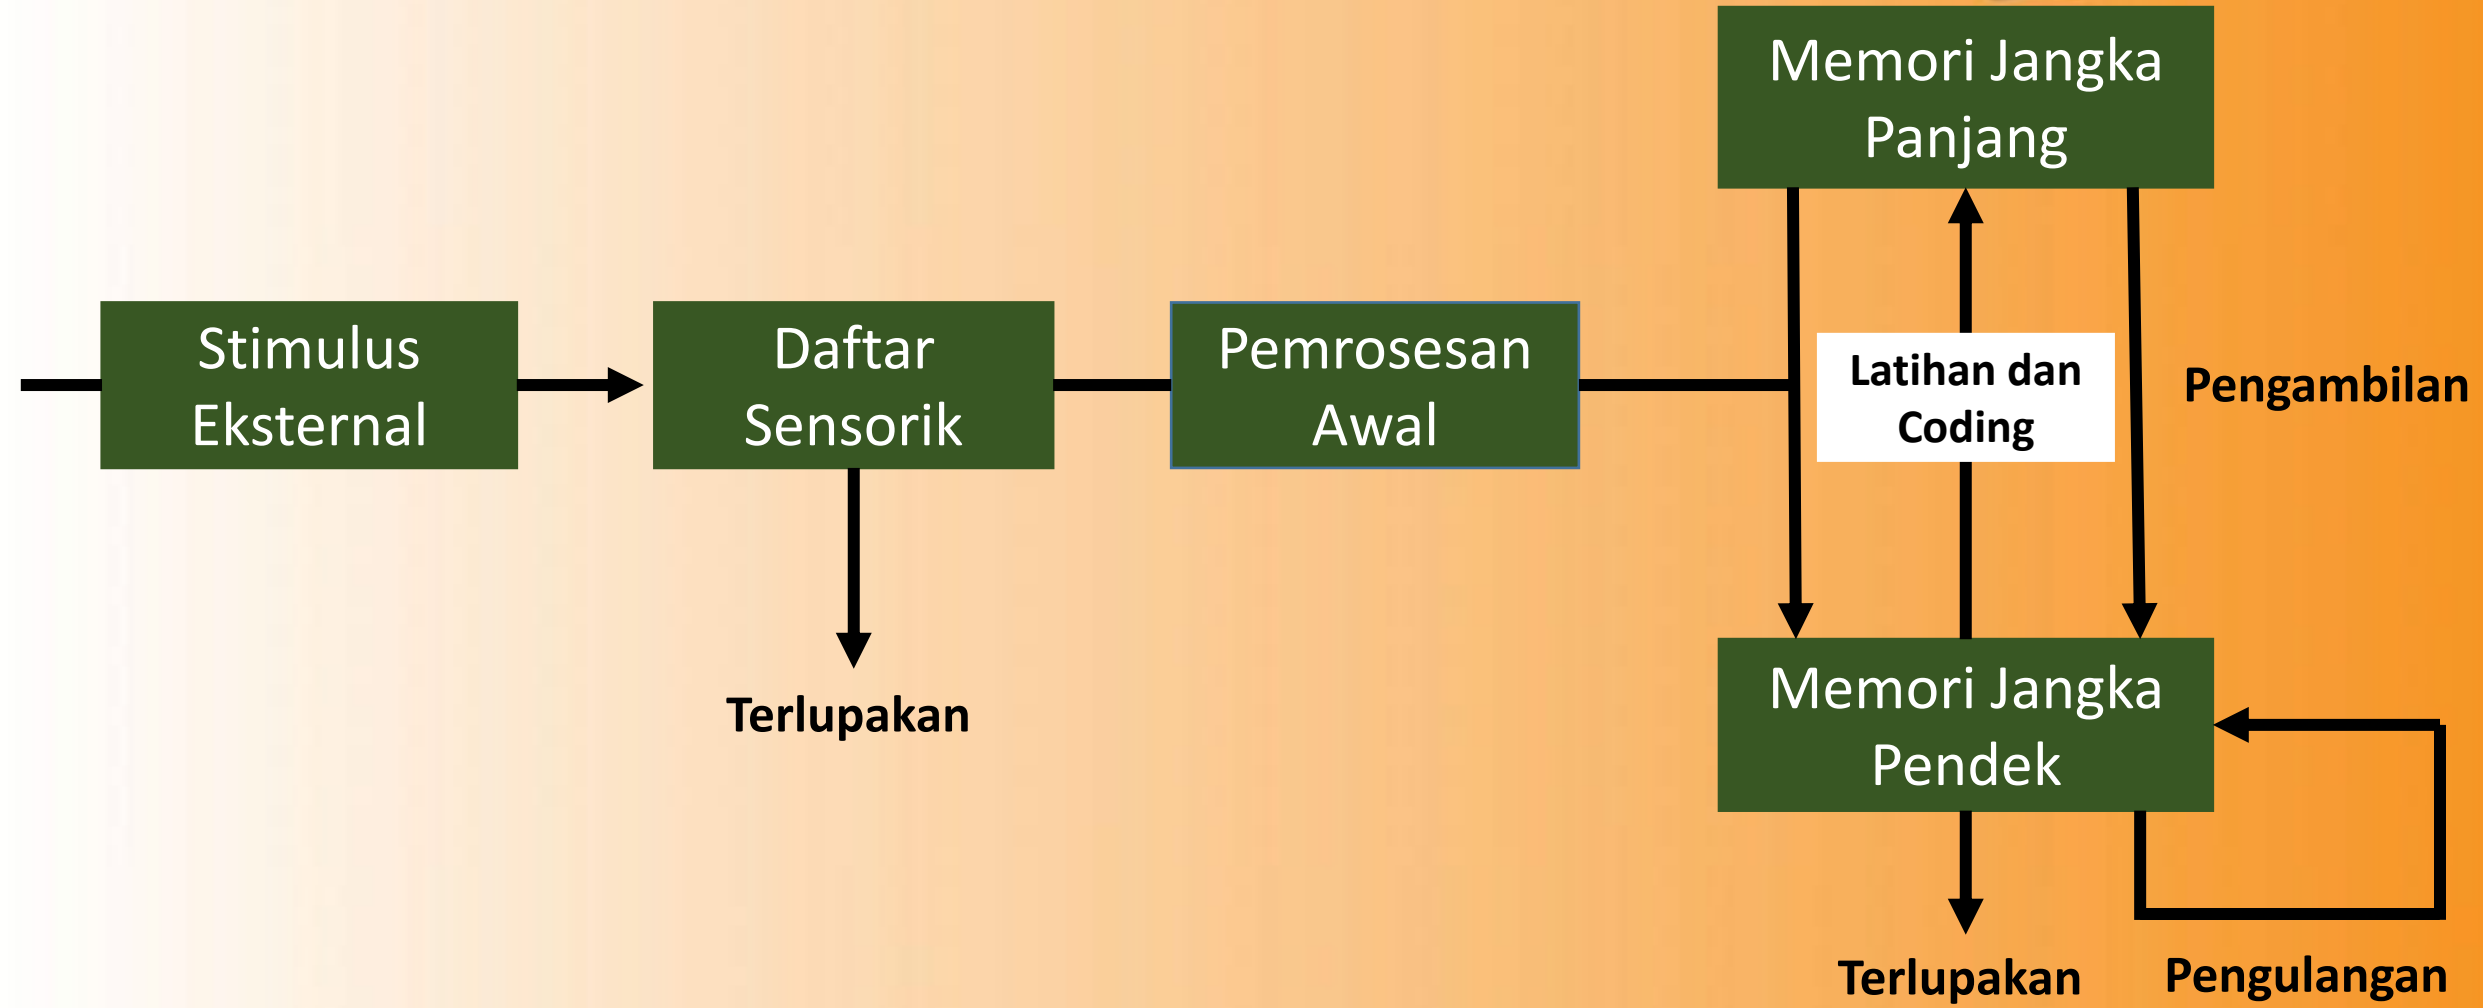 Memori Jangka
Panjang
Stimulus
Eksternal
Daftar
Sensorik
Pemrosesan
Awal
Latihan dan
Coding
Pengambilan
Terlupakan
Memori Jangka
Pendek
Terlupakan
Pengulangan